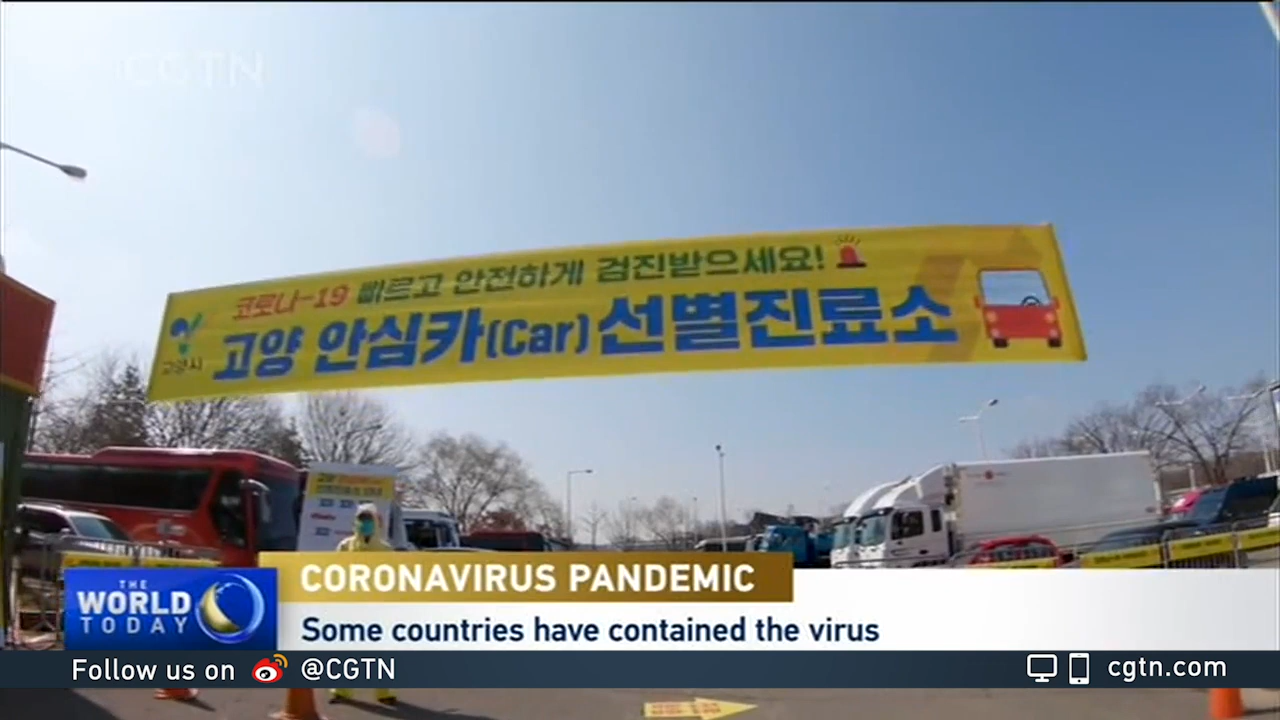 CGTN
코로나-19 빠르고 안전하게 검진받으세요!
고양시
고양 안심카(Car) 선별진료소
CORONAVIRUS PANDEMIC
THE
WORLD
TODAY
Some countries have contained the virus
Follow us on @CGTN
cgtn.com